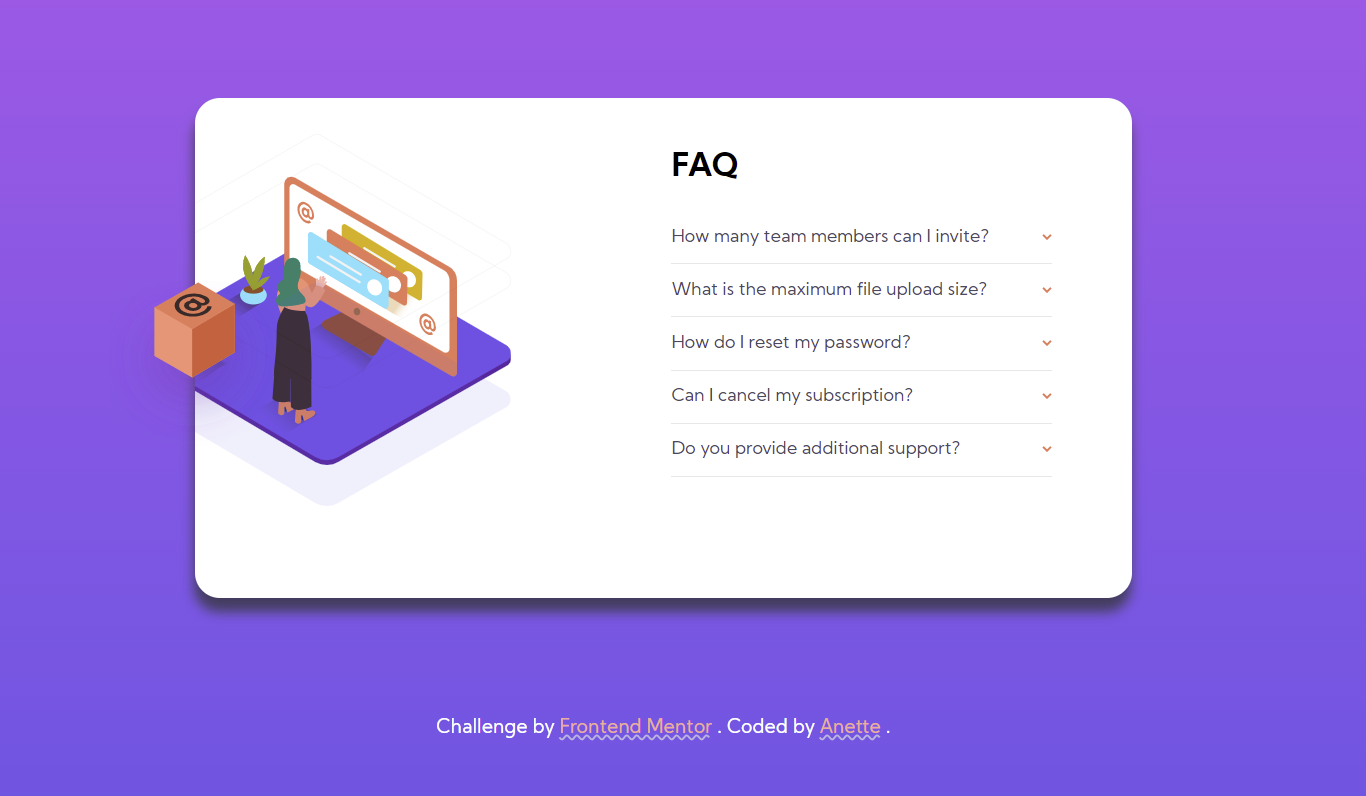 FAQ
How many team members can I invite?
What is the maximum file upload size?
How do I reset my password?
Can I cancel my subscription?
Do you provide additional support?
@
@
@
Challenge by Frontend Mentor . Coded by Anette .